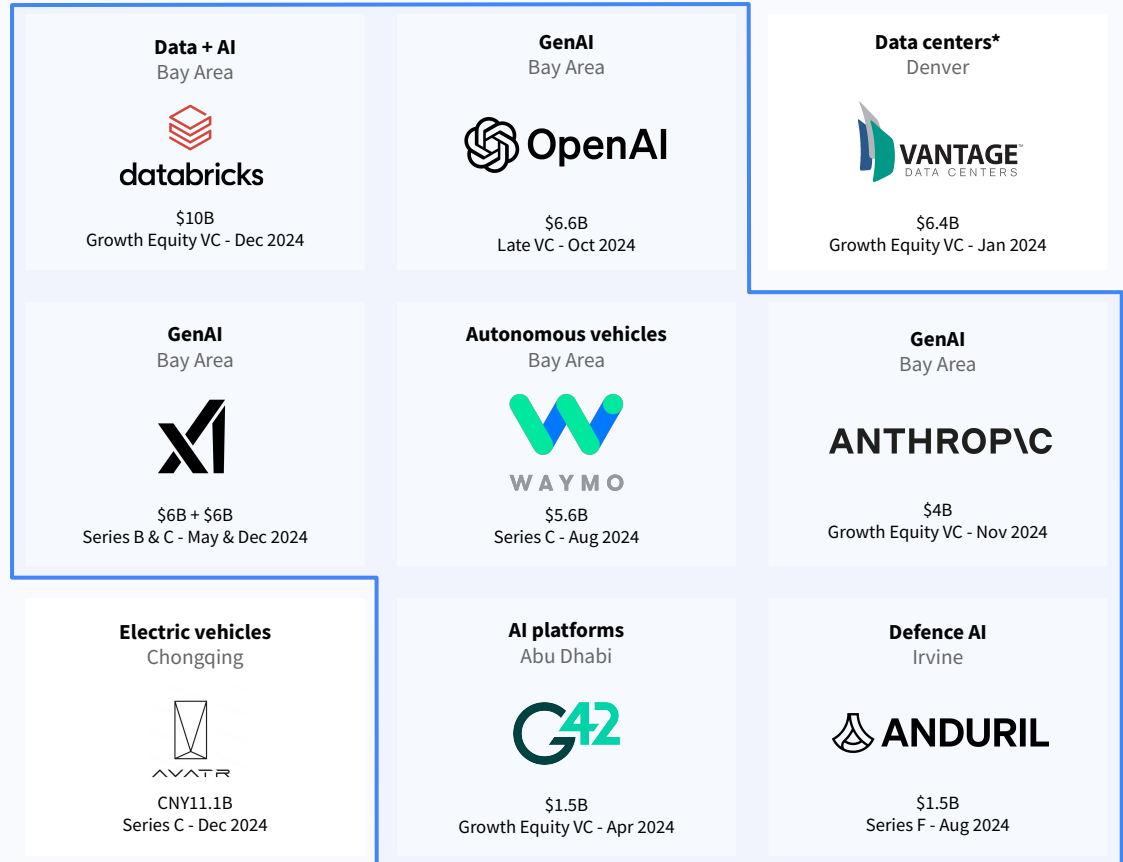 Data + AI
Bay Area
databricks
$10B
Growth Equity VC - Dec 2024
GenAI
Bay Area
OpenAI
$6.6B
Late VC - Oct 2024
Data centers*
Denver
VANTAGE™
DATA CENTERS
$6.4B
Growth Equity VC - Jan 2024
GenAI
Bay Area
xI
$6B + $6B
Series B & C - May & Dec 2024
Autonomous vehicles
Bay Area
WAYMO
$5.6B
Series C - Aug 2024
GenAI
Bay Area
ANTHROP\C
$4B
Growth Equity VC - Nov 2024
Electric vehicles
Chongqing
AVATR
CNY11.1B
Series C - Dec 2024
AI platforms
Abu Dhabi
G42
$1.5B
Growth Equity VC - Apr 2024
Defence AI
Irvine
ANDURIL
$1.5B
Series F - Aug 2024